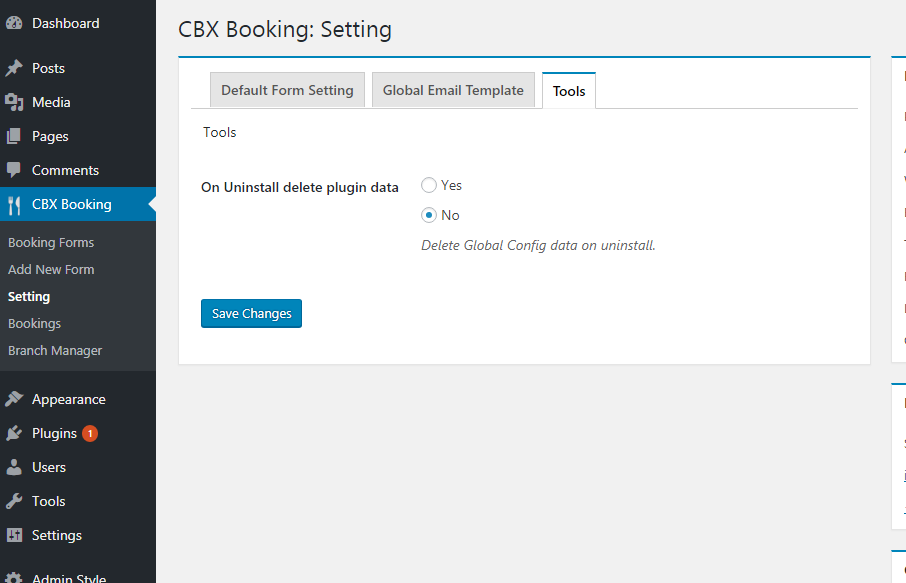 Dashboard
Posts
Media
Pages
Comments
CBX Booking
Booking Forms
Add New Form
Setting
Bookings
Branch Manager
Appearance
Plugins 1
Users
Tools
Settings
Admin Style
CBX Booking: Setting
Default Form Setting Global Email Template Tools
Tools
On Uninstall delete plugin data Yes
No
Delete Global Config data on uninstall.
Save Changes